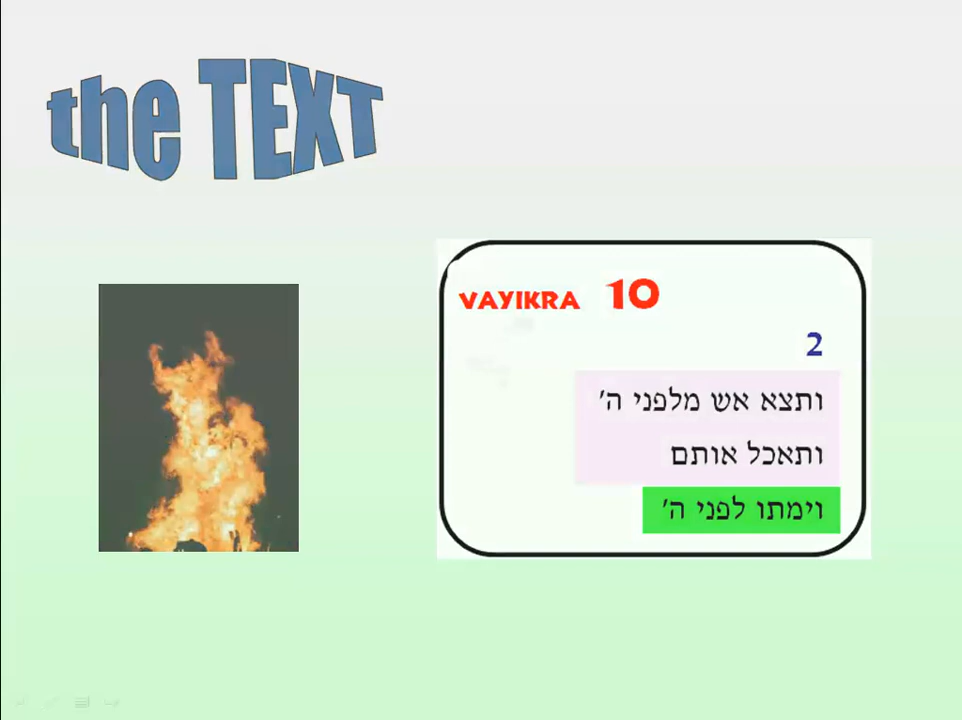 the TEXT
VAYIKRA 10
2
ותצא אש מלפני ה'
ותאכל אותם
וימתו לפני ה'